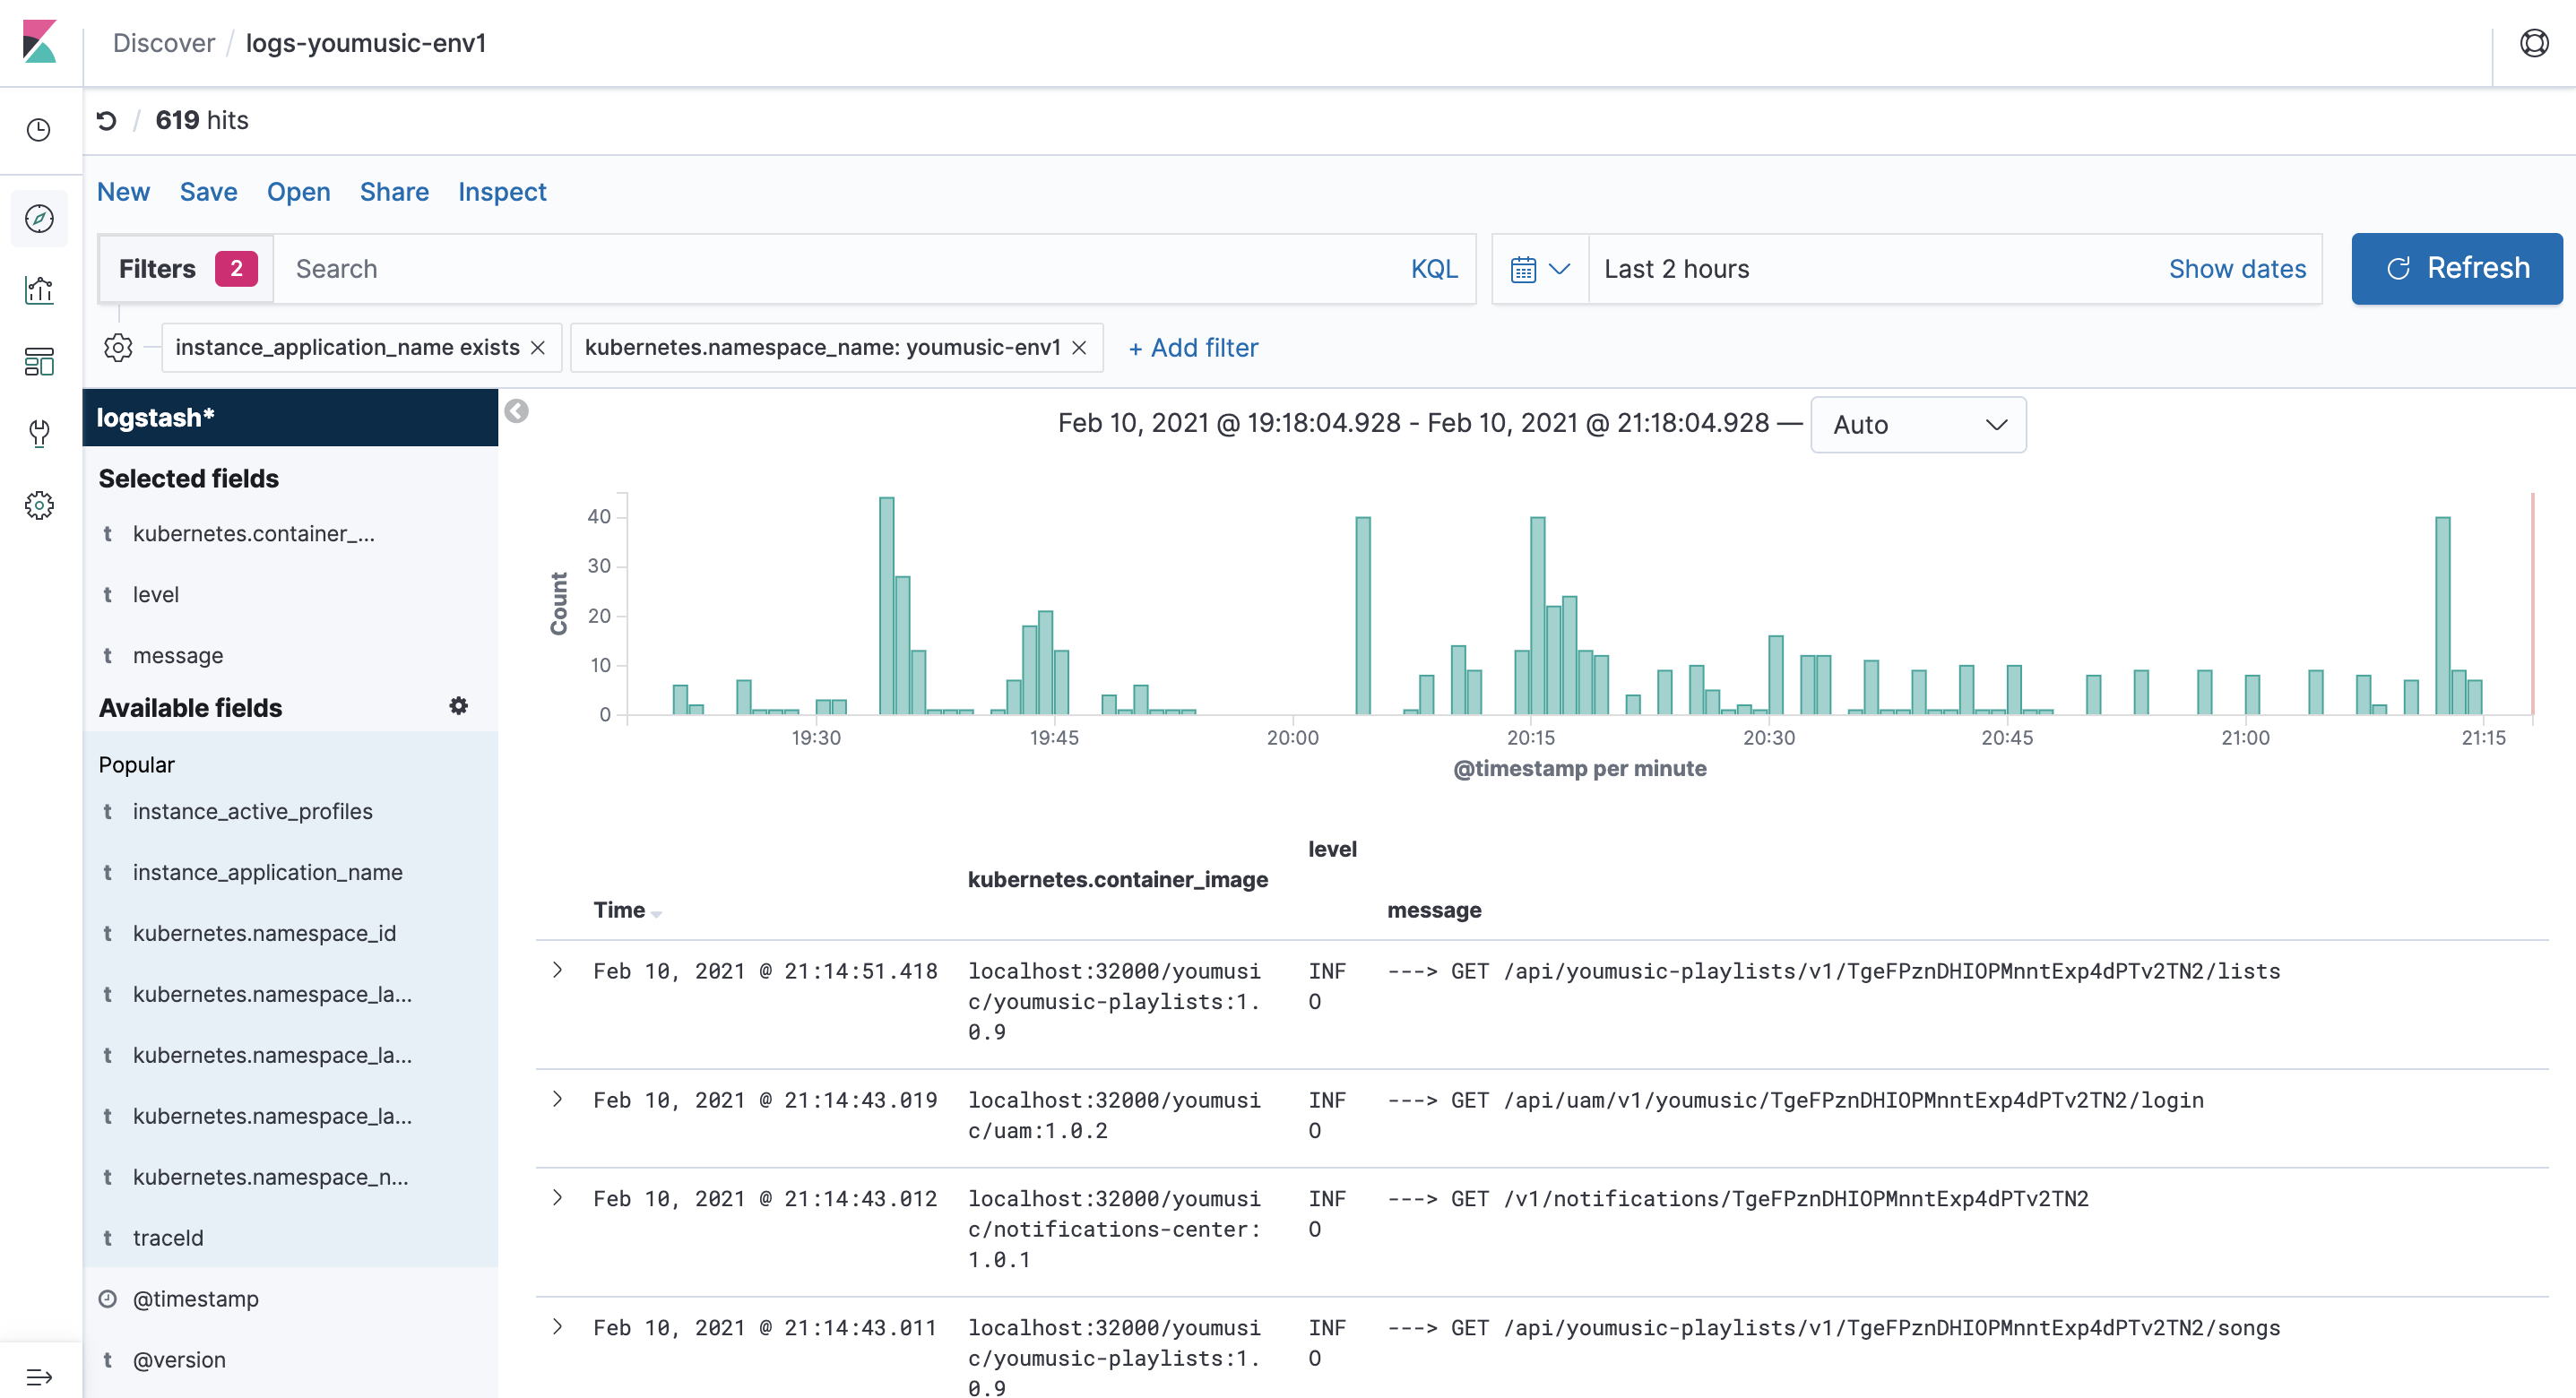 Discover / logs-youmusic-env1
/ 619 hits
New Save Open Share Inspect
Filters 2 Search KQL Last 2 hours Show dates Refresh
instance_application_name exists × kubernetes.namespace_name: youmusic-env1 × + Add filter
logstash*
Selected fields
t kubernetes.container_...
t level
t message
Available fields
Popular
t instance_active_profiles
t instance_application_name
t kubernetes.namespace_id
t kubernetes.namespace_la...
t kubernetes.namespace_la...
t kubernetes.namespace_la...
t kubernetes.namespace_n...
t traceId
@timestamp
t @version
Feb 10, 2021 @ 19:18:04.928 - Feb 10, 2021 @ 21:18:04.928 — Auto
Count
40
30
20
10
0
19:30 19:45 20:00 20:15 20:30 20:45 21:00 21:15
@timestamp per minute
Time kubernetes.container_image level message
Feb 10, 2021 @ 21:14:51.418 localhost:32000/youmusi INF ---> GET /api/youmusic-playlists/v1/TgeFPznDHIOPMnntExp4dPTv2TN2/lists
c/youmusic-playlists:1. O
0.9
Feb 10, 2021 @ 21:14:43.019 localhost:32000/youmusi INF ---> GET /api/uam/v1/youmusic/TgeFPznDHIOPMnntExp4dPTv2TN2/login
c/uam:1.0.2 O
Feb 10, 2021 @ 21:14:43.012 localhost:32000/youmusi INF ---> GET /v1/notifications/TgeFPznDHIOPMnntExp4dPTv2TN2
c/notifications-center: O
1.0.1
Feb 10, 2021 @ 21:14:43.011 localhost:32000/youmusi INF ---> GET /api/youmusic-playlists/v1/TgeFPznDHIOPMnntExp4dPTv2TN2/songs
c/youmusic-playlists:1. O
0.9